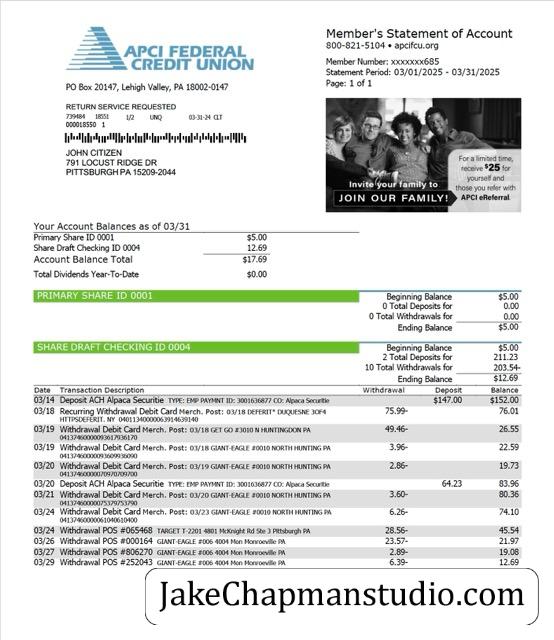 APCI FEDERAL
CREDIT UNION
PO Box 20147, Lehigh Valley, PA 18002-0147
RETURN SERVICE REQUESTED
739484 18551 1/2 UNQ 03-31-24 CLT
000018550 1
JOHN CITIZEN
791 LOCUST RIDGE DR
PITTSBURGH PA 15209-2044
Member's Statement of Account
800-821-5104 • apcifcu.org
Member Number: xxxxxxx685
Statement Period: 03/01/2025 - 03/31/2025
Page: 1 of 1
For a limited time,
receive $25 for
yourself and
those you refer with
APCI eReferral.
Invite your family to
JOIN OUR FAMILY!
Your Account Balances as of 03/31
Primary Share ID 0001 $5.00
Share Draft Checking ID 0004 12.69
Account Balance Total $17.69
Total Dividends Year-To-Date $0.00
PRIMARY SHARE ID 0001
Beginning Balance $5.00
0 Total Deposits for 0.00
0 Total Withdrawals for 0.00
Ending Balance $5.00
SHARE DRAFT CHECKING ID 0004
Beginning Balance $5.00
2 Total Deposits for 211.23
10 Total Withdrawals for 203.54-
Ending Balance $12.69
Date Transaction Description Withdrawal Deposit Balance
03/14 Deposit ACH Alpaca Securitie TYPE: EMP PAYMNT ID: 3001636877 CO: Alpaca Securitie $147.00 $152.00
03/18 Recurring Withdrawal Debit Card Merch. Post: 03/18 DEFERIT* DUQUESNE 3OF4 75.99- 76.01
HTTPSDEFERIT. NY 0401134000006391463914​0
03/19 Withdrawal Debit Card Merch. Post: 03/18 GET GO #3010 N HUNTINGDON PA 49.46- 26.55
0413746000009361793617​0
03/19 Withdrawal Debit Card Merch. Post: 03/18 GIANT-EAGLE #0010 NORTH HUNTING PA 3.96- 22.59
0413746000009360993609​0
03/20 Withdrawal Debit Card Merch. Post: 03/19 GIANT-EAGLE #0010 NORTH HUNTING PA 2.86- 19.73
0413746000007097070970​0
03/20 Deposit ACH Alpaca Securitie TYPE: EMP PAYMNT ID: 3001636877 CO: Alpaca Securitie 64.23 83.96
03/21 Withdrawal Debit Card Merch. Post: 03/20 GIANT-EAGLE #0010 NORTH HUNTING PA 3.60- 80.36
0413746000007537975379​0
03/24 Withdrawal Debit Card Merch. Post: 03/23 GIANT-EAGLE #0010 NORTH HUNTING PA 6.26- 74.10
0413746000006104061040​0
03/24 Withdrawal POS #065468 TARGET T-2201 4801 McKnight Rd Ste 3 Pittsburgh PA 28.56- 45.54
03/26 Withdrawal POS #000164 GIANT-EAGLE #006 4004 Mon Monroeville PA 23.57- 21.97
03/27 Withdrawal POS #806270 GIANT-EAGLE #006 4004 Mon Monroeville PA 2.89- 19.08
03/29 Withdrawal POS #252043 GIANT-EAGLE #006 4004 Mon Monroeville PA 6.39- 12.69
JakeChapmanstudio.com